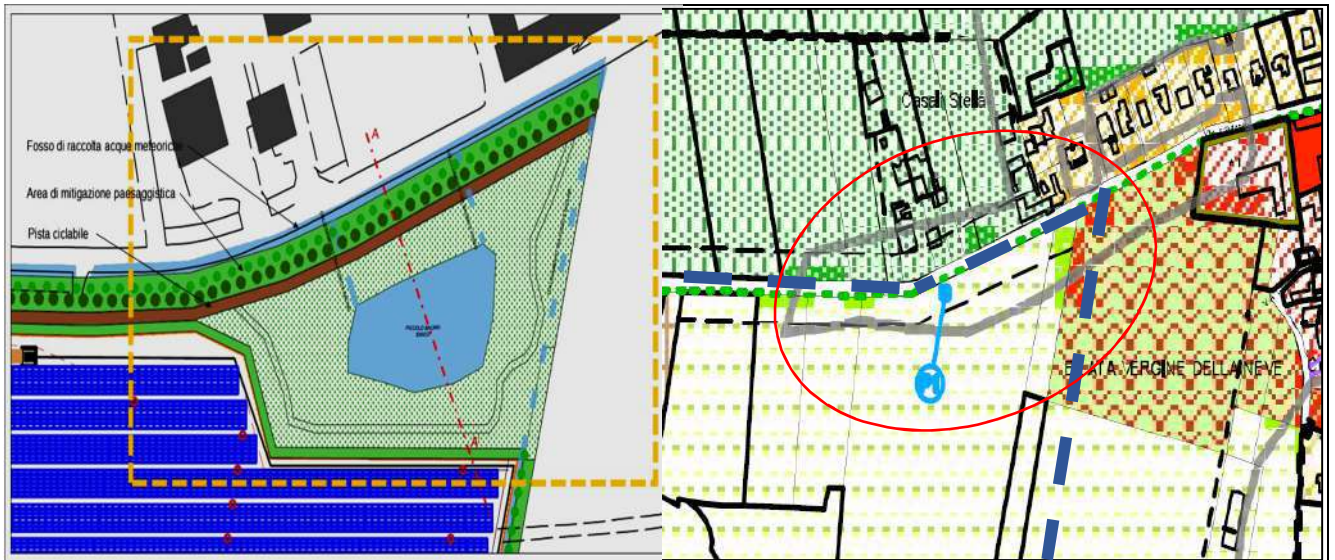 A
Fosso di raccolta acque meteoriche
Area di mitigazione paesaggistica
Pista ciclabile
A'
Casali Stella
VERGINE DELLA NEVE